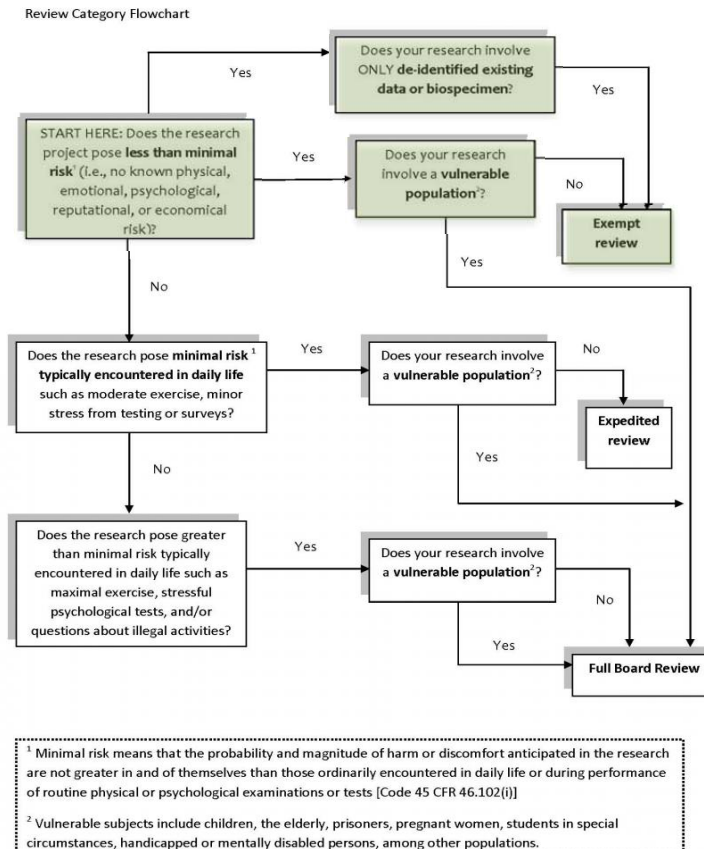 Review Category Flowchart
Does your research involve
ONLY de-identified existing
data or biospecimen?
Yes
Yes
START HERE: Does the research
project pose less than minimal
risk¹ (i.e., no known physical,
emotional, psychological,
reputational, or economical
risk)?
Yes
Does your research
involve a vulnerable
population²?
No
Exempt
review
Yes
No
Does the research pose minimal risk ¹
typically encountered in daily life
such as moderate exercise, minor
stress from testing or surveys?
Yes
Does your research involve
a vulnerable population²?
No
Expedited
review
Yes
No
Does the research pose greater
than minimal risk typically
encountered in daily life such as
maximal exercise, stressful
psychological tests, and/or
questions about illegal activities?
Yes
Does your research involve
a vulnerable population²?
No
Yes
Full Board Review
¹ Minimal risk means that the probability and magnitude of harm or discomfort anticipated in the research
are not greater in and of themselves than those ordinarily encountered in daily life or during performance
of routine physical or psychological examinations or tests [Code 45 CFR 46.102(i)]
² Vulnerable subjects include children, the elderly, prisoners, pregnant women, students in special
circumstances, handicapped or mentally disabled persons, among other populations.